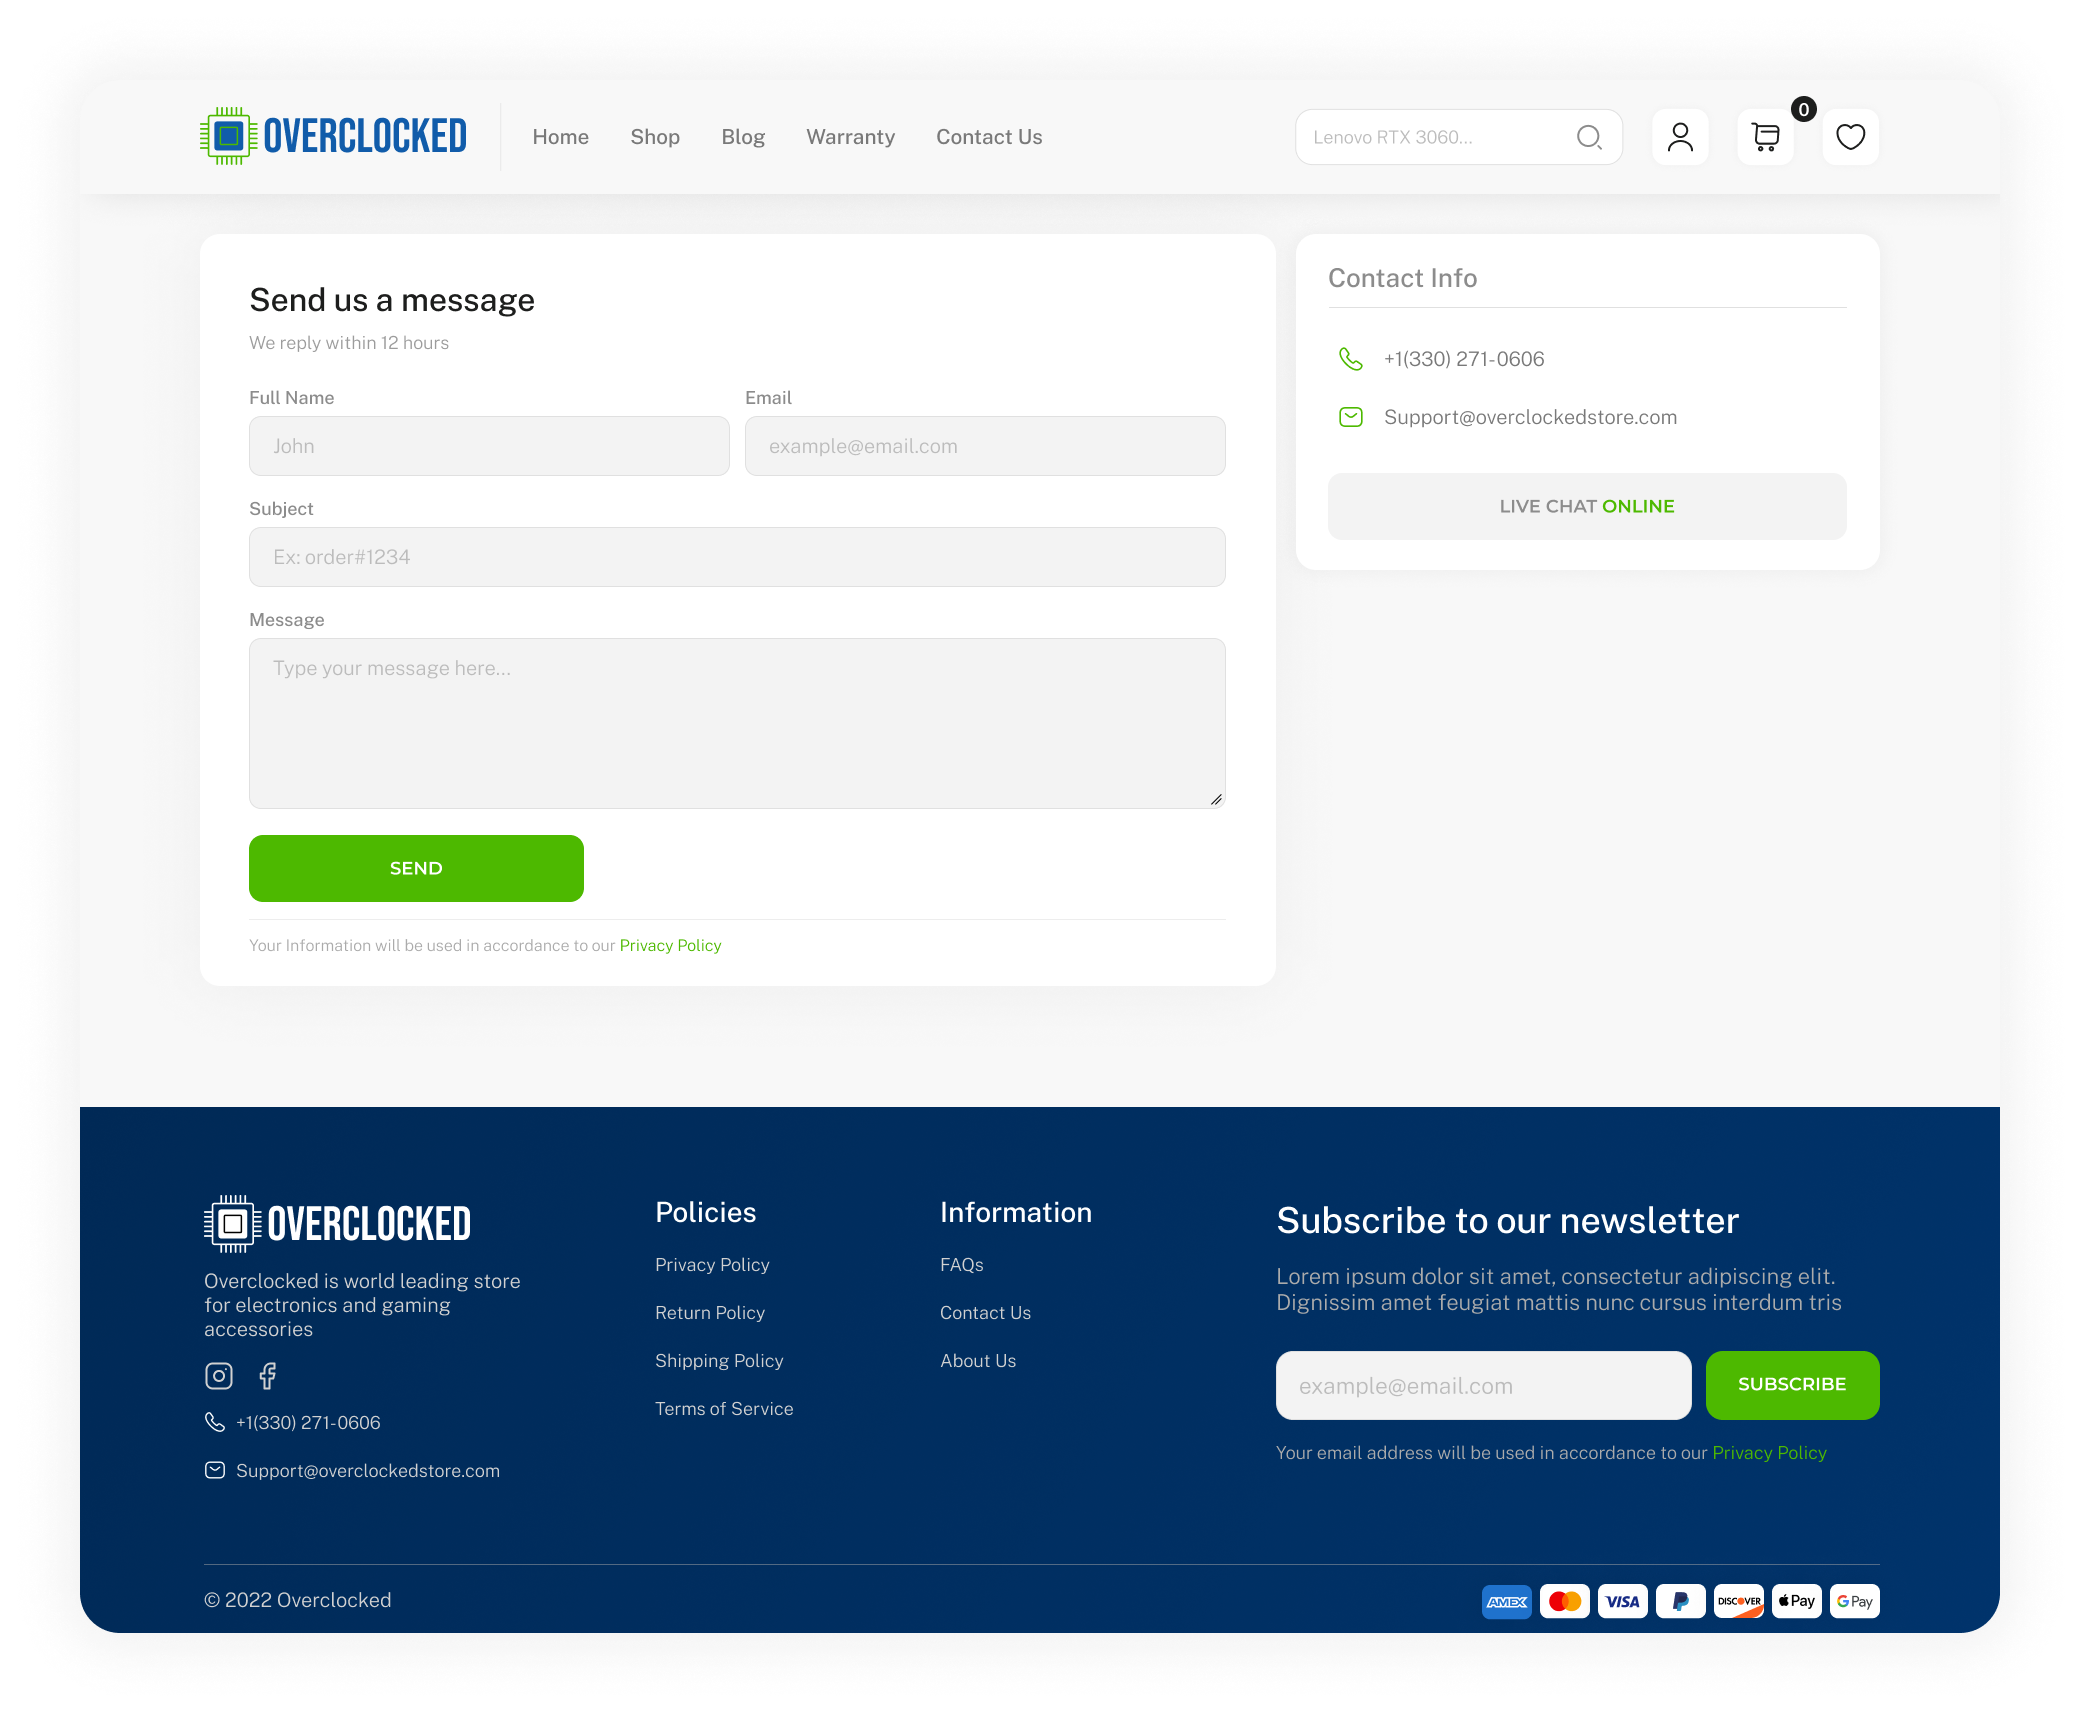 OVERCLOCKED
Home Shop Blog Warranty Contact Us
Lenovo RTX 3060...
0
Send us a message
We reply within 12 hours
Full Name
John
Email
example@email.com
Subject
Ex: order#1234
Message
Type your message here...
SEND
Your Information will be used in accordance to our Privacy Policy
Contact Info
+1(330) 271-0606
Support@overclockedstore.com
LIVE CHAT ONLINE
OVERCLOCKED
Overclocked is world leading store
for electronics and gaming
accessories
+1(330) 271-0606
Support@overclockedstore.com
Policies
Privacy Policy
Return Policy
Shipping Policy
Terms of Service
Information
FAQs
Contact Us
About Us
Subscribe to our newsletter
Lorem ipsum dolor sit amet, consectetur adipiscing elit.
Dignissim amet feugiat mattis nunc cursus interdum tris
example@email.com
SUBSCRIBE
Your email address will be used in accordance to our Privacy Policy
© 2022 Overclocked
AMEX
VISA
DISCOVER
Pay
G Pay